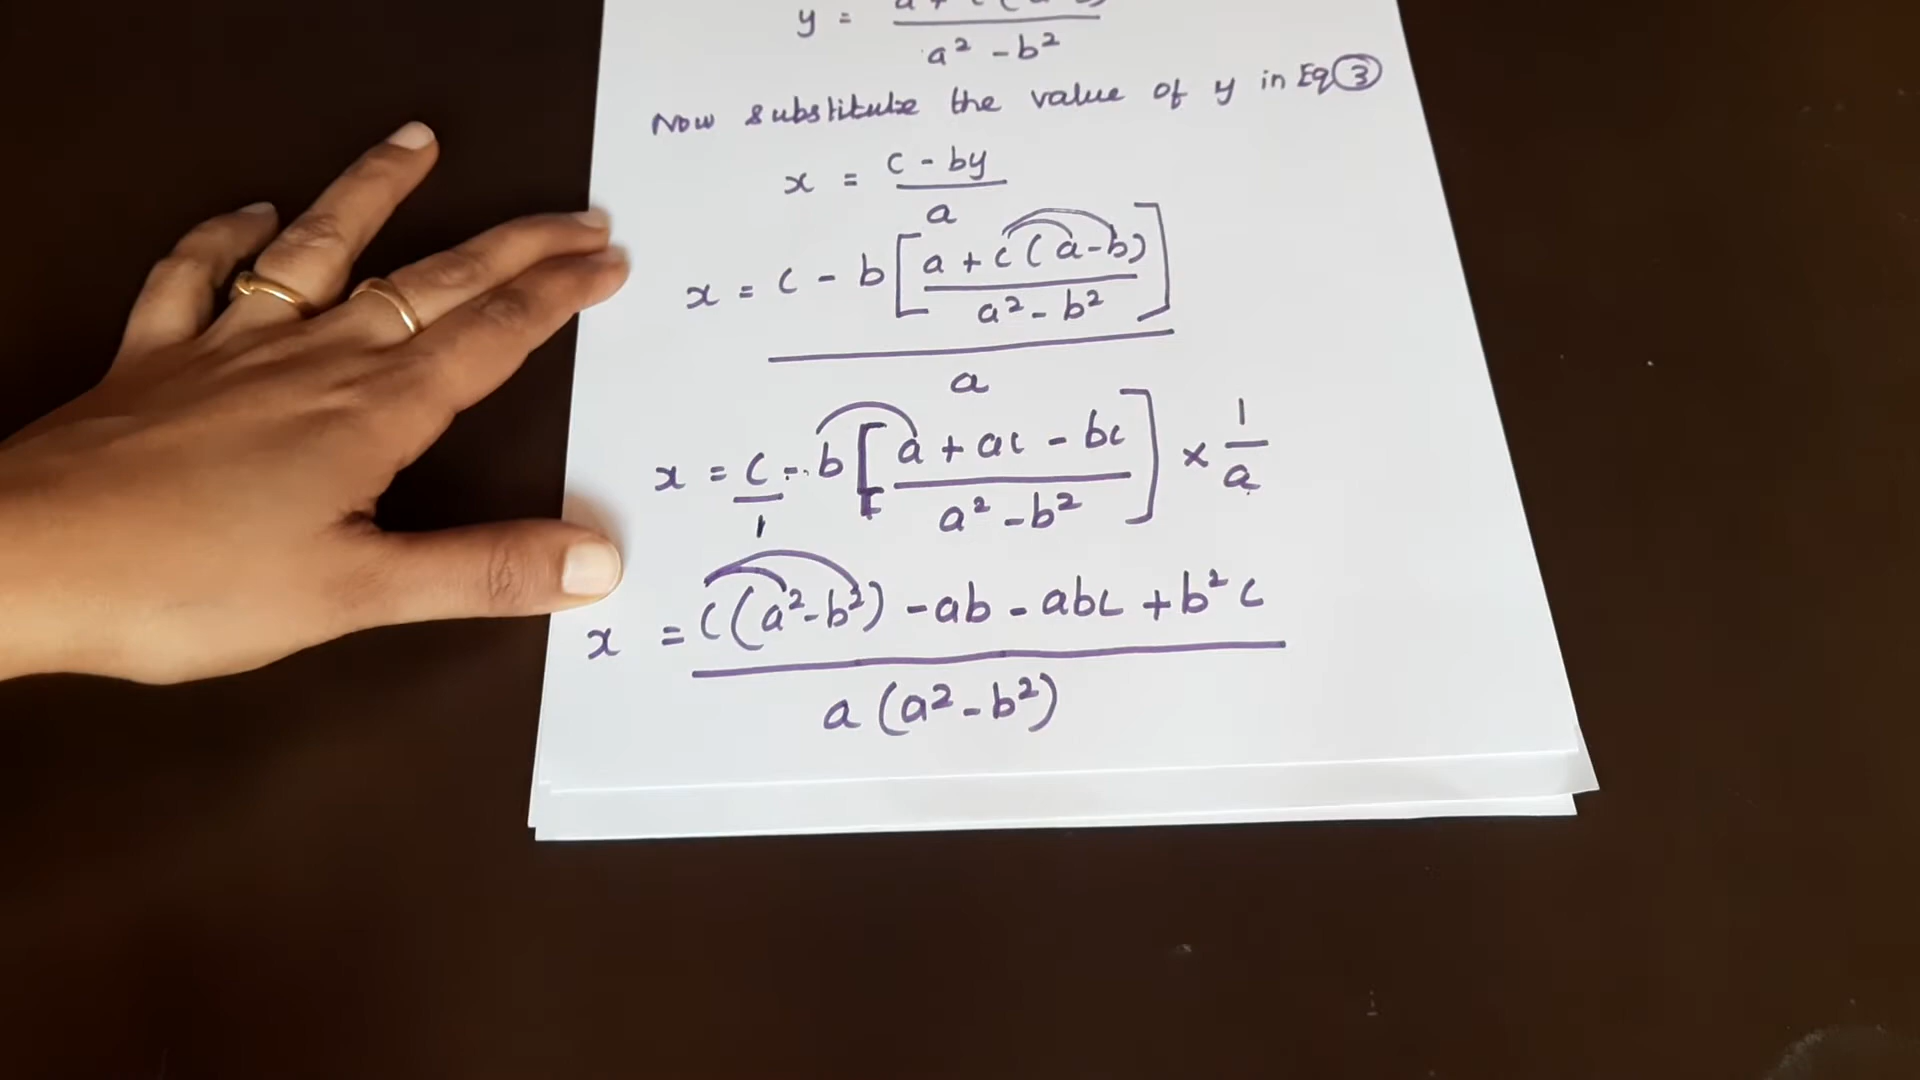 y = a + c (a-b) / a² - b²
Now substitute the value of y in Eq ③
x = c - by / a
x = c - b [a + c (a-b) / a² - b²] / a
x = c/1 - b [a + ac - bc / a² - b²] × 1/a
x = c (a² - b²) - ab - abc + b² c / a (a² - b²)